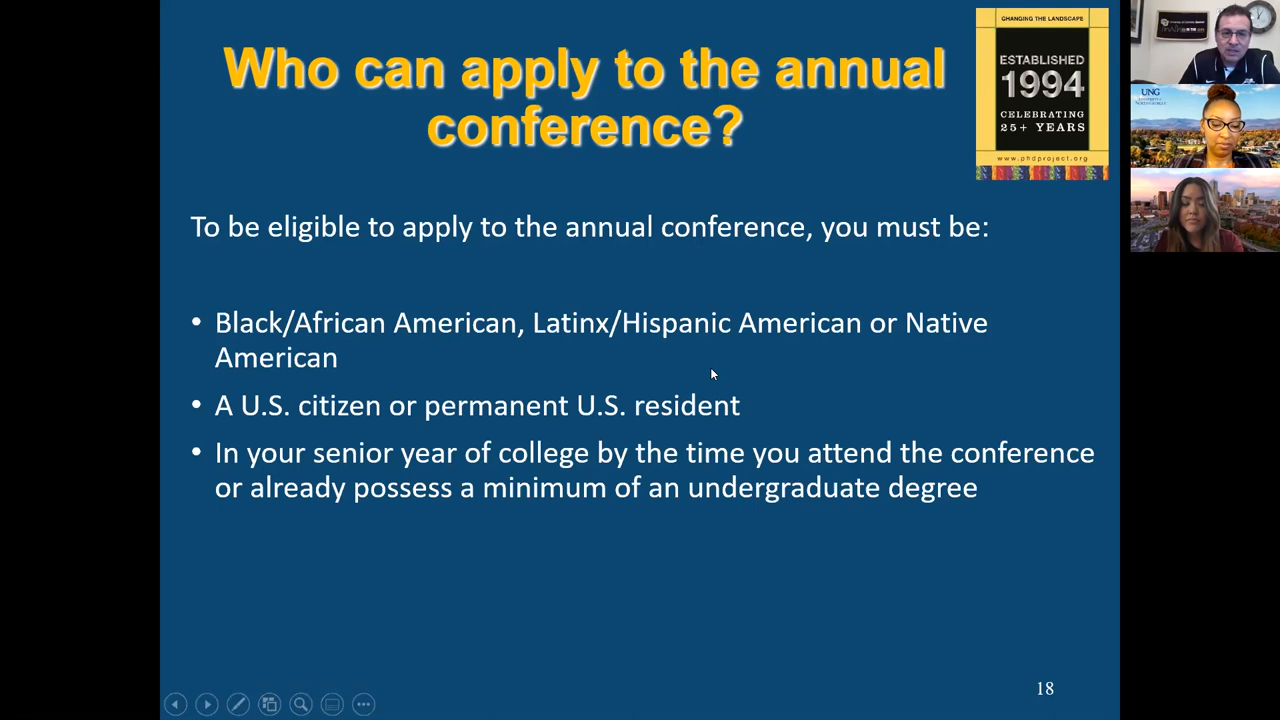 Who can apply to the annual
conference?
CHANGING THE LANDSCAPE
ESTABLISHED
1994
CELEBRATING
25+ YEARS
www.phdproject.org
To be eligible to apply to the annual conference, you must be:
• Black/African American, Latinx/Hispanic American or Native
American
• A U.S. citizen or permanent U.S. resident
• In your senior year of college by the time you attend the conference
or already possess a minimum of an undergraduate degree
18
UNG